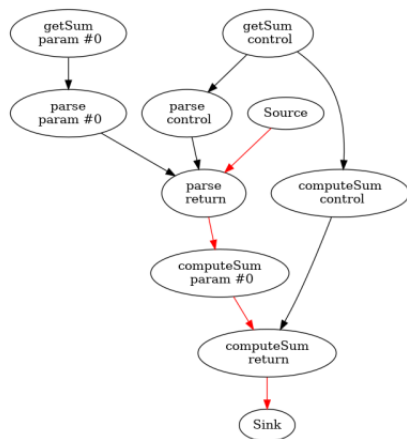 getSum
param #0
getSum
control
parse
param #0
parse
control
Source
parse
return
computeSum
control
computeSum
param #0
computeSum
return
Sink